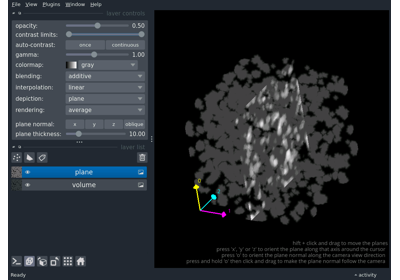 File View Plugins Window Help
layer controls
opacity: 0.50
contrast limits:
auto-contrast: once continuous
gamma: 1.00
colormap: gray
blending: additive
interpolation: linear
depiction: plane
rendering: average
plane normal: x y z oblique
plane thickness: 10.00
layer list
plane
volume
hift + click and drag to move the planes
press 'x', 'y' or 'z' to orient the plane along that axis around the cursor
press 'o' to orient the plane normal along the camera view direction
press and hold 'o' then click and drag to make the plane normal follow the camera
Ready
activity